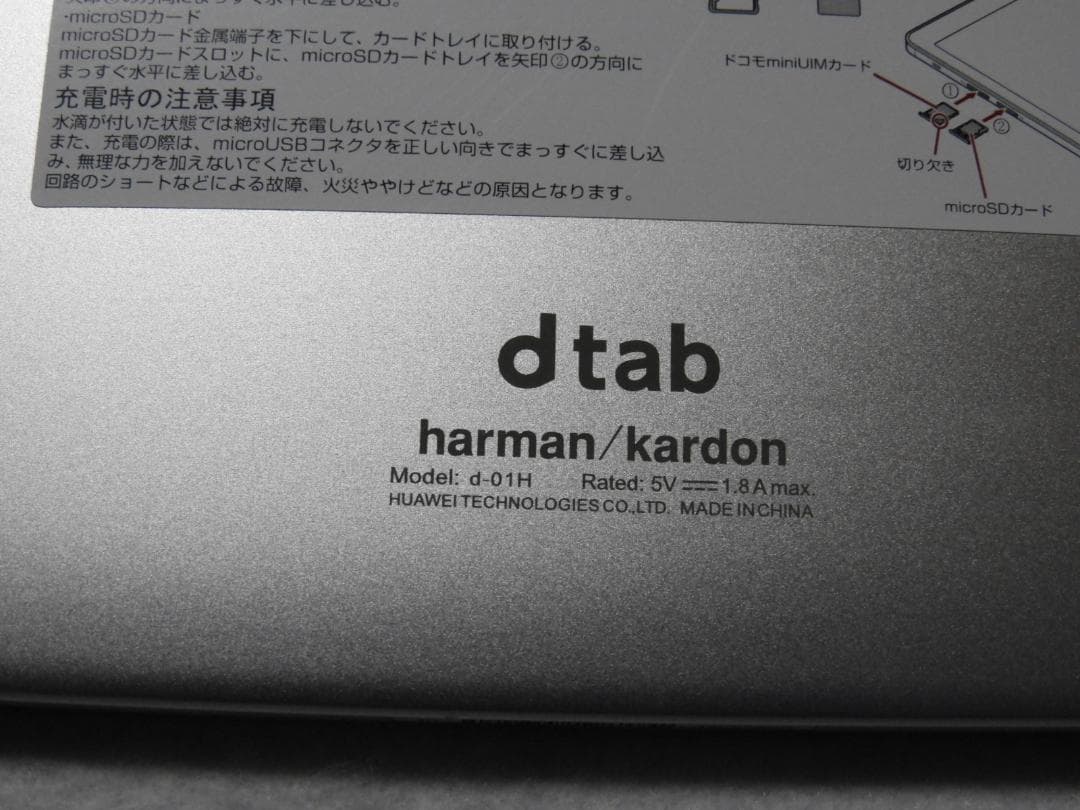 ·microSDカード
microSDカード金属端子を下にして、カードトレイに取り付ける。
microSDカードスロットに、microSDカードトレイを矢印②の方向に
まっすぐ水平に差し込む。
充電時の注意事項
水滴が付いた状態では絶対に充電しないでください。
また、充電の際は、microUSBコネクタを正しい向きでまっすぐに差し込
み、無理な力を加えないでください。
回路のショートなどによる故障、火災ややけどなどの原因となります。
ドコモminiUIMカード
①
②
切り欠き
microSDカード
dtab
harman/kardon
Model: d-01H Rated: 5V⎓1.8A max.
HUAWEI TECHNOLOGIES CO.,LTD. MADE IN CHINA